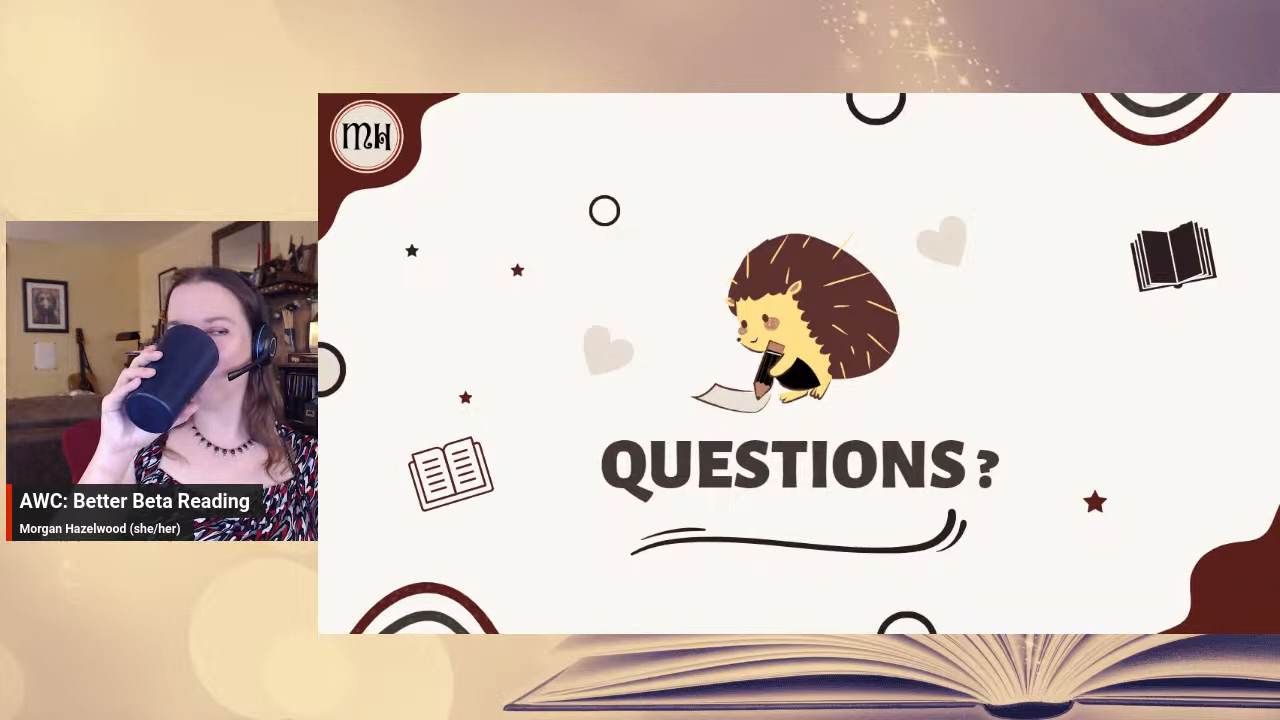 MH
QUESTIONS?
AWC: Better Beta Reading
Morgan Hazelwood (she/her)